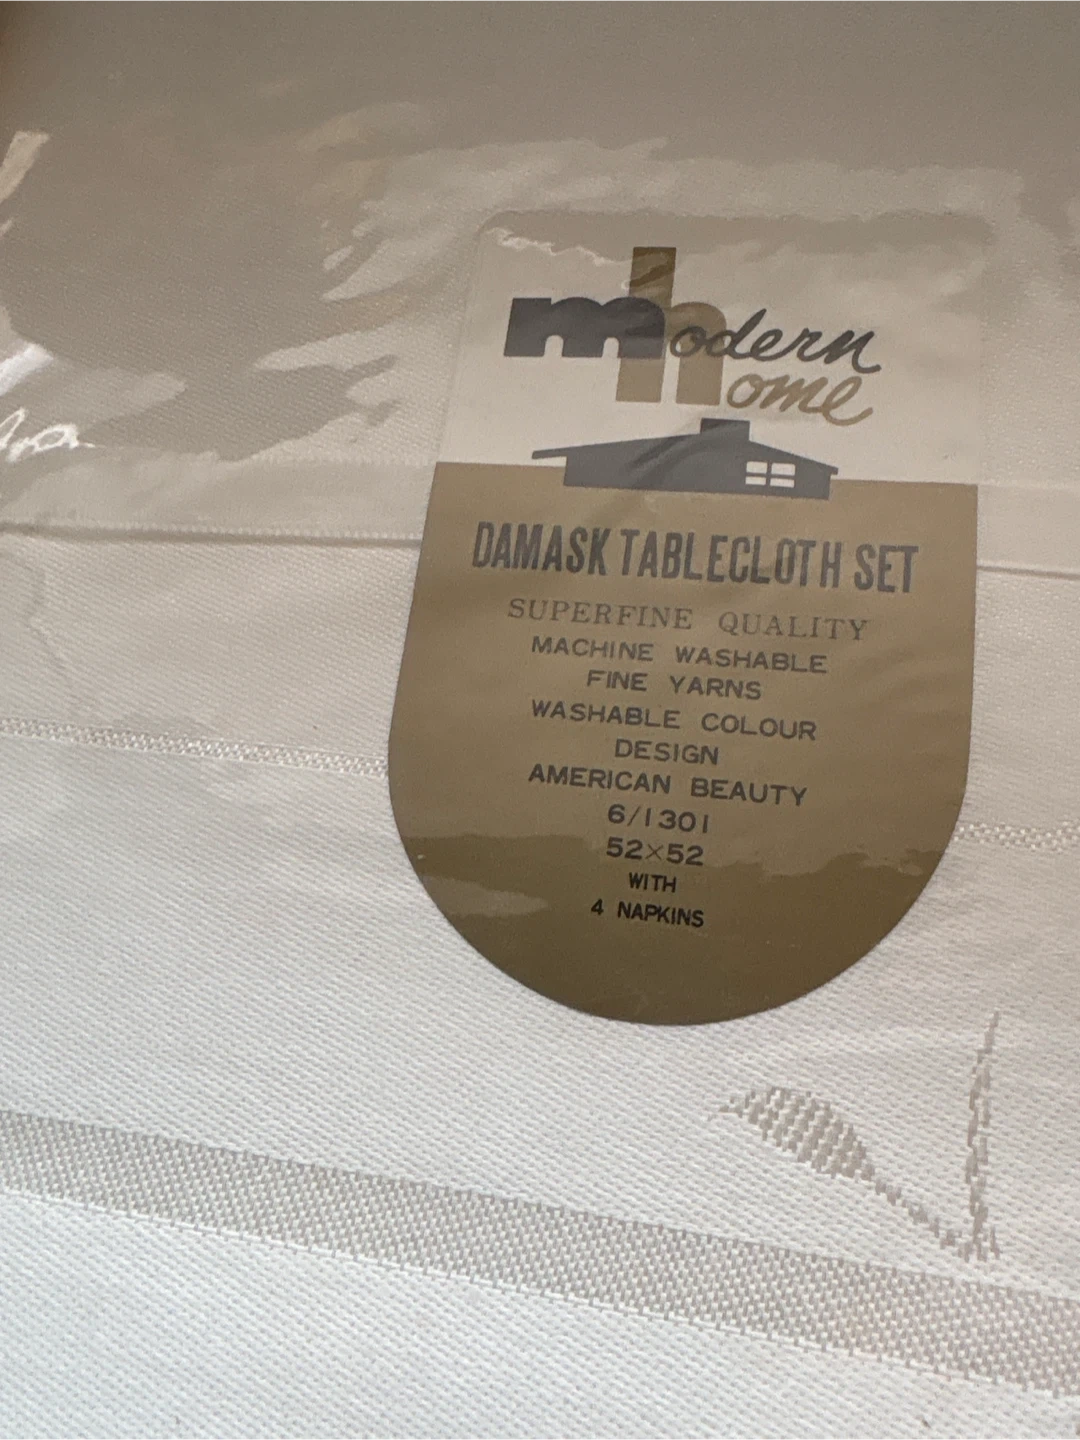 modern
home
DAMASK TABLECLOTH SET
SUPERFINE QUALITY
MACHINE WASHABLE
FINE YARNS
WASHABLE COLOUR
DESIGN
AMERICAN BEAUTY
6/1301
52×52
WITH
4 NAPKINS